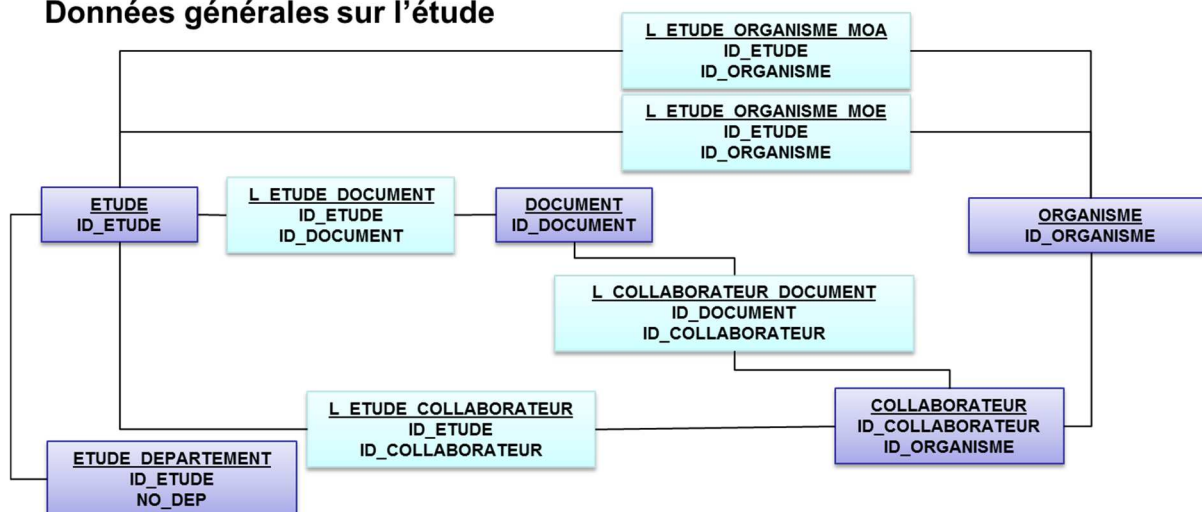 Données générales sur l’étude
L_ETUDE_ORGANISME_MOA
ID_ETUDE
ID_ORGANISME
L_ETUDE_ORGANISME_MOE
ID_ETUDE
ID_ORGANISME
ETUDE
ID_ETUDE
L_ETUDE_DOCUMENT
ID_ETUDE
ID_DOCUMENT
DOCUMENT
ID_DOCUMENT
ORGANISME
ID_ORGANISME
L_COLLABORATEUR_DOCUMENT
ID_DOCUMENT
ID_COLLABORATEUR
L_ETUDE_COLLABORATEUR
ID_ETUDE
ID_COLLABORATEUR
COLLABORATEUR
ID_COLLABORATEUR
ID_ORGANISME
ETUDE_DEPARTEMENT
ID_ETUDE
NO_DEP